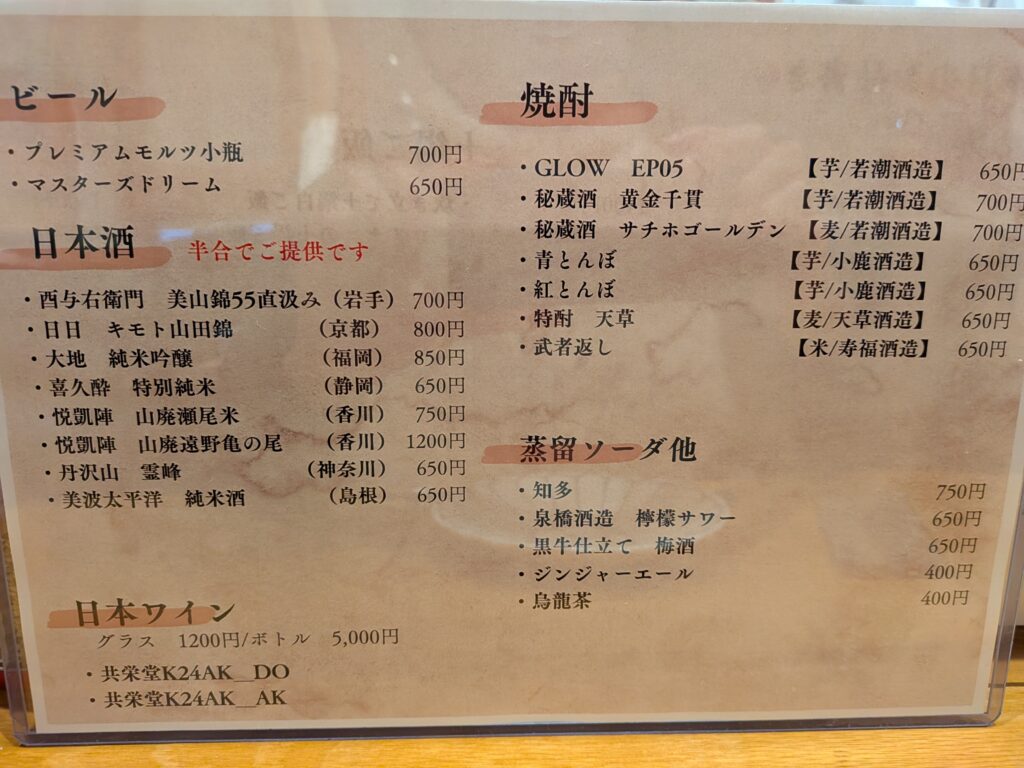 ビール
・プレミアムモルツ小瓶 700円
・マスターズドリーム 650円
日本酒 半合でご提供です
・酉与右衛門 美山錦55直汲み（岩手） 700円
・日日 キモト山田錦 （京都） 800円
・大地 純米吟醸 （福岡） 850円
・喜久酔 特別純米 （静岡） 650円
・悦凱陣 山廃瀬尾米 （香川） 750円
・悦凱陣 山廃遠野亀の尾 （香川） 1200円
・丹沢山 霊峰 （神奈川） 650円
・美波太平洋 純米酒 （島根） 650円
日本ワイン
グラス 1200円/ボトル 5,000円
・共栄堂K24AK_DO
・共栄堂K24AK_AK
焼酎
・GLOW EP05 【芋/若潮酒造】 650円
・秘蔵酒 黄金千貫 【芋/若潮酒造】 700円
・秘蔵酒 サチホゴールデン 【麦/若潮酒造】 700円
・青とんぼ 【芋/小鹿酒造】 650円
・紅とんぼ 【芋/小鹿酒造】 650円
・特酎 天草 【麦/天草酒造】 650円
・武者返し 【米/寿福酒造】 650円
蒸留ソーダ他
・知多 750円
・泉橋酒造 檸檬サワー 650円
・黒牛仕立て 梅酒 650円
・ジンジャーエール 400円
・烏龍茶 400円